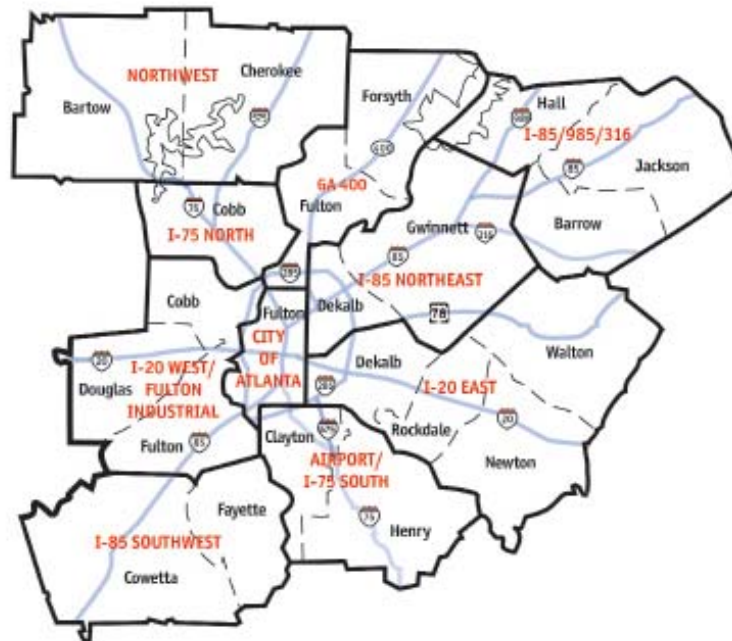 NORTHWEST
Cherokee
Bartow
575
Forsyth
400
GA 400
Fulton
Hall
985
I-85/985/316
85
Jackson
Barrow
75
Cobb
I-75 NORTH
Gwinnett
316
85
I-85 NORTHEAST
285
Dekalb
78
Cobb
Fulton
CITY
OF
ATLANTA
20
Douglas
I-20 WEST/
FULTON
INDUSTRIAL
Fulton
85
Dekalb
Walton
285
I-20 EAST
Rockdale
20
Newton
Clayton
675
AIRPORT/
I-75 SOUTH
75
Henry
Fayette
I-85 SOUTHWEST
Cowetta